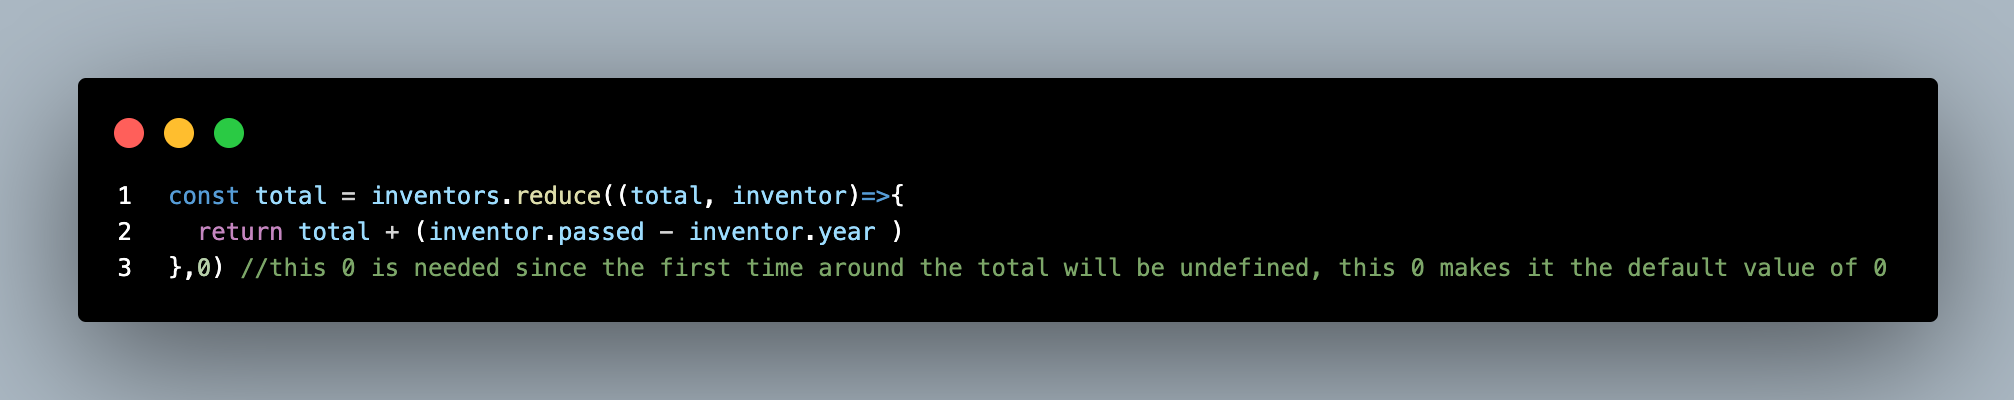 1 const total = inventors.reduce((total, inventor)=>{
2   return total + (inventor.passed - inventor.year )
3 },0) //this 0 is needed since the first time around the total will be undefined, this 0 makes it the default value of 0